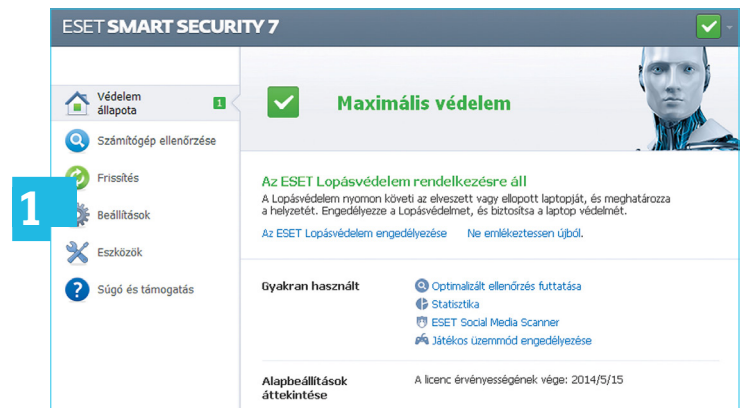 ESET SMART SECURITY 7
1
Védelem
állapota
1
Számítógép ellenőrzése
Frissítés
Beállítások
Eszközök
Súgó és támogatás
Maximális védelem
Az ESET Lopásvédelem rendelkezésre áll
A Lopásvédelem nyomon követi az elveszett vagy ellopott laptopját, és meghatározza
a helyzetét. Engedélyezze a Lopásvédelmet, és biztosítsa a laptop védelmét.
Az ESET Lopásvédelem engedélyezése Ne emlékeztessen újból.
Gyakran használt
Optimalizált ellenőrzés futtatása
Statisztika
ESET Social Media Scanner
Játékos üzemmód engedélyezése
Alapbeállítások
áttekintése
A licenc érvényességének vége: 2014/5/15